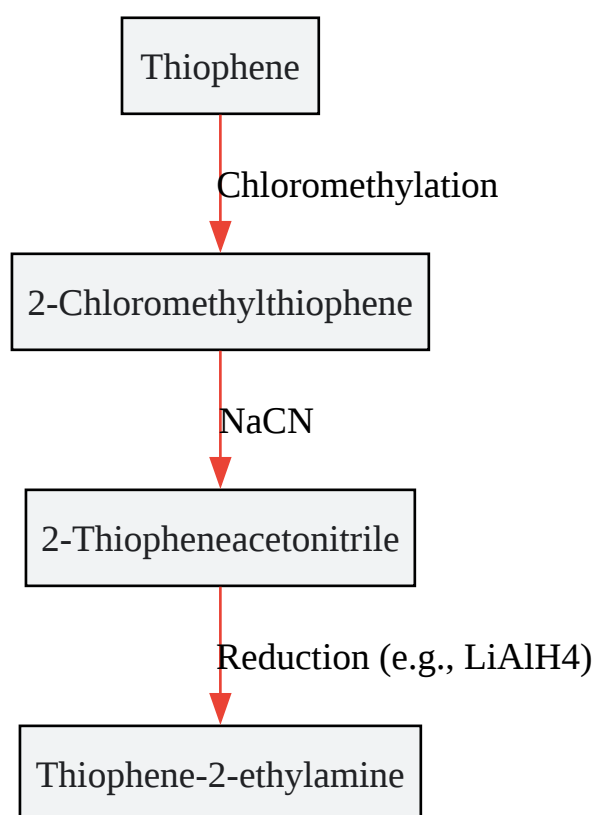 Thiophene
Chloromethylation
2-Chloromethylthiophene
NaCN
2-Thiopheneacetonitrile
Reduction (e.g., LiAlH4)
Thiophene-2-ethylamine